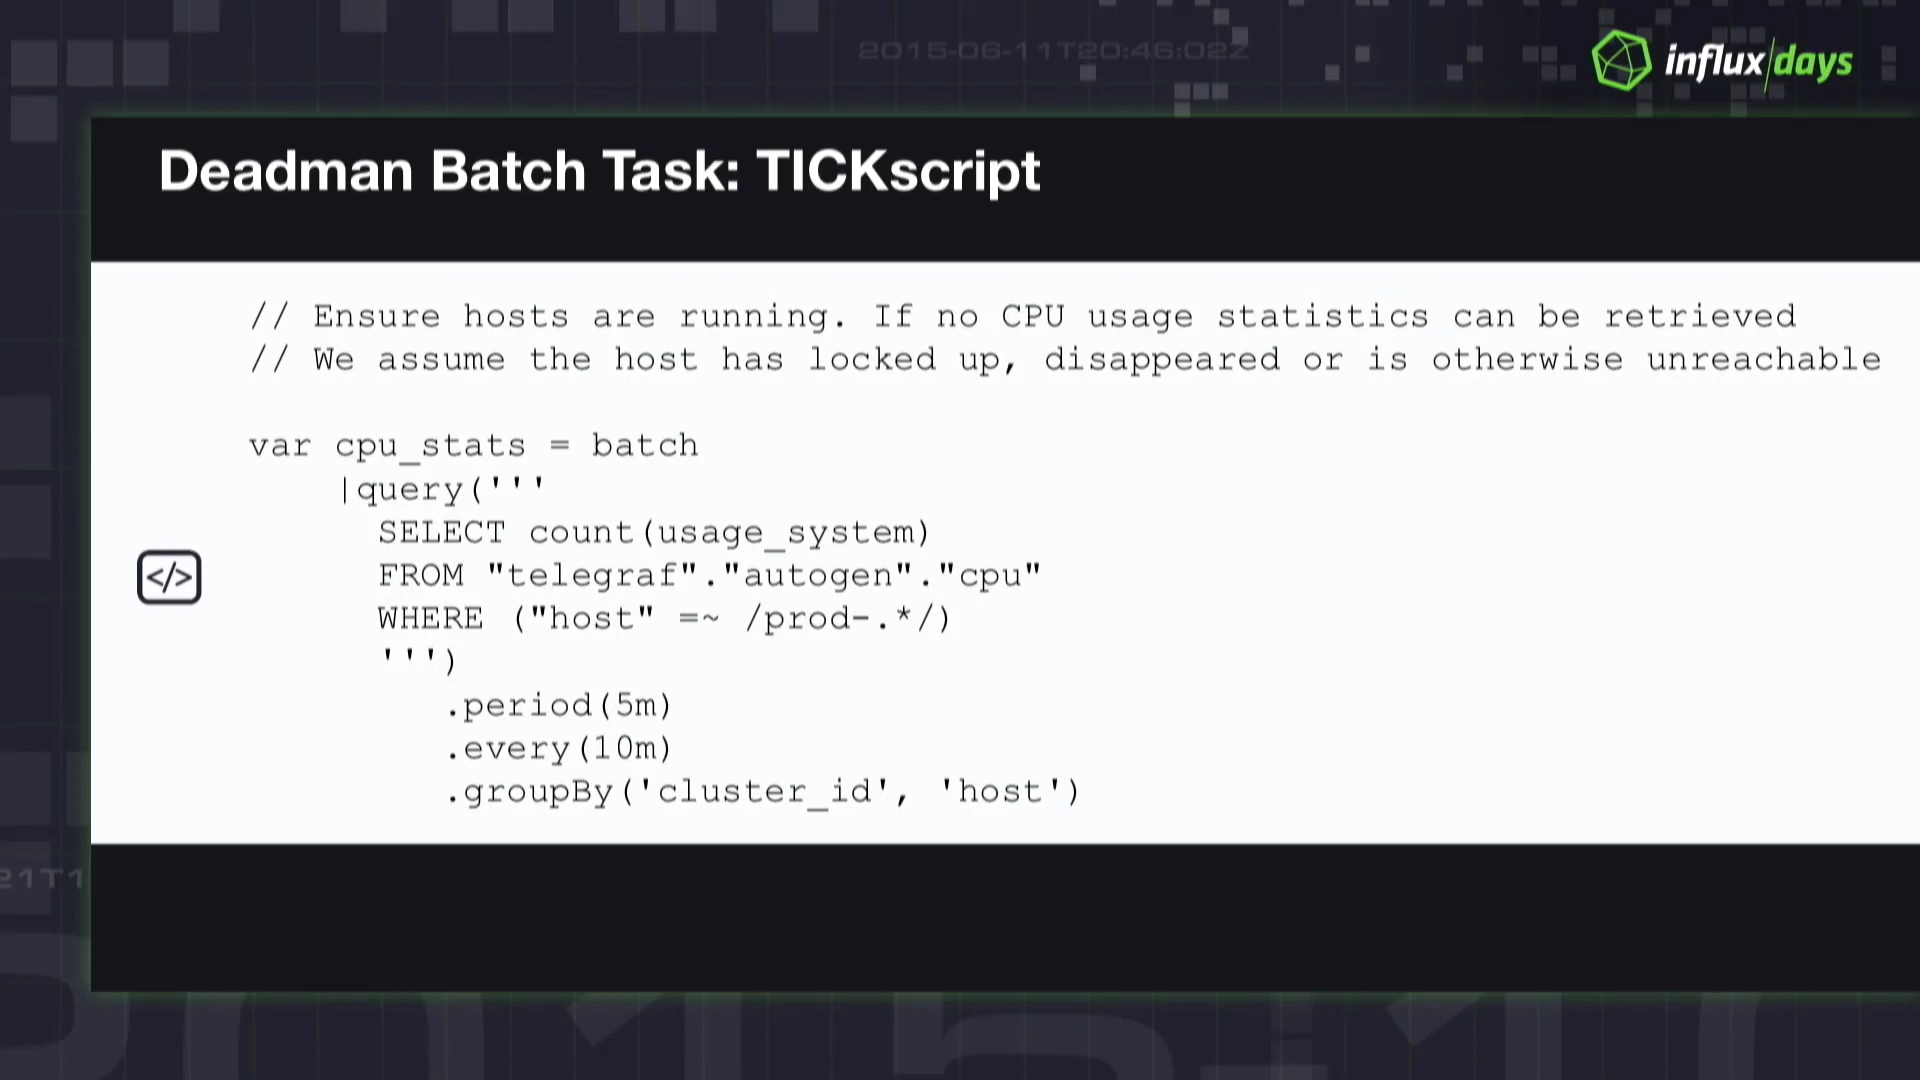 2015-06-11T20:46:02Z
influx|days
Deadman Batch Task: TICKscript
// Ensure hosts are running. If no CPU usage statistics can be retrieved
// We assume the host has locked up, disappeared or is otherwise unreachable
var cpu_stats = batch
|query('''
SELECT count(usage_system)
FROM "telegraf"."autogen"."cpu"
WHERE ("host" =~ /prod-.*/)
''')
.period(5m)
.every(10m)
.groupBy('cluster_id', 'host')
</>
21T1